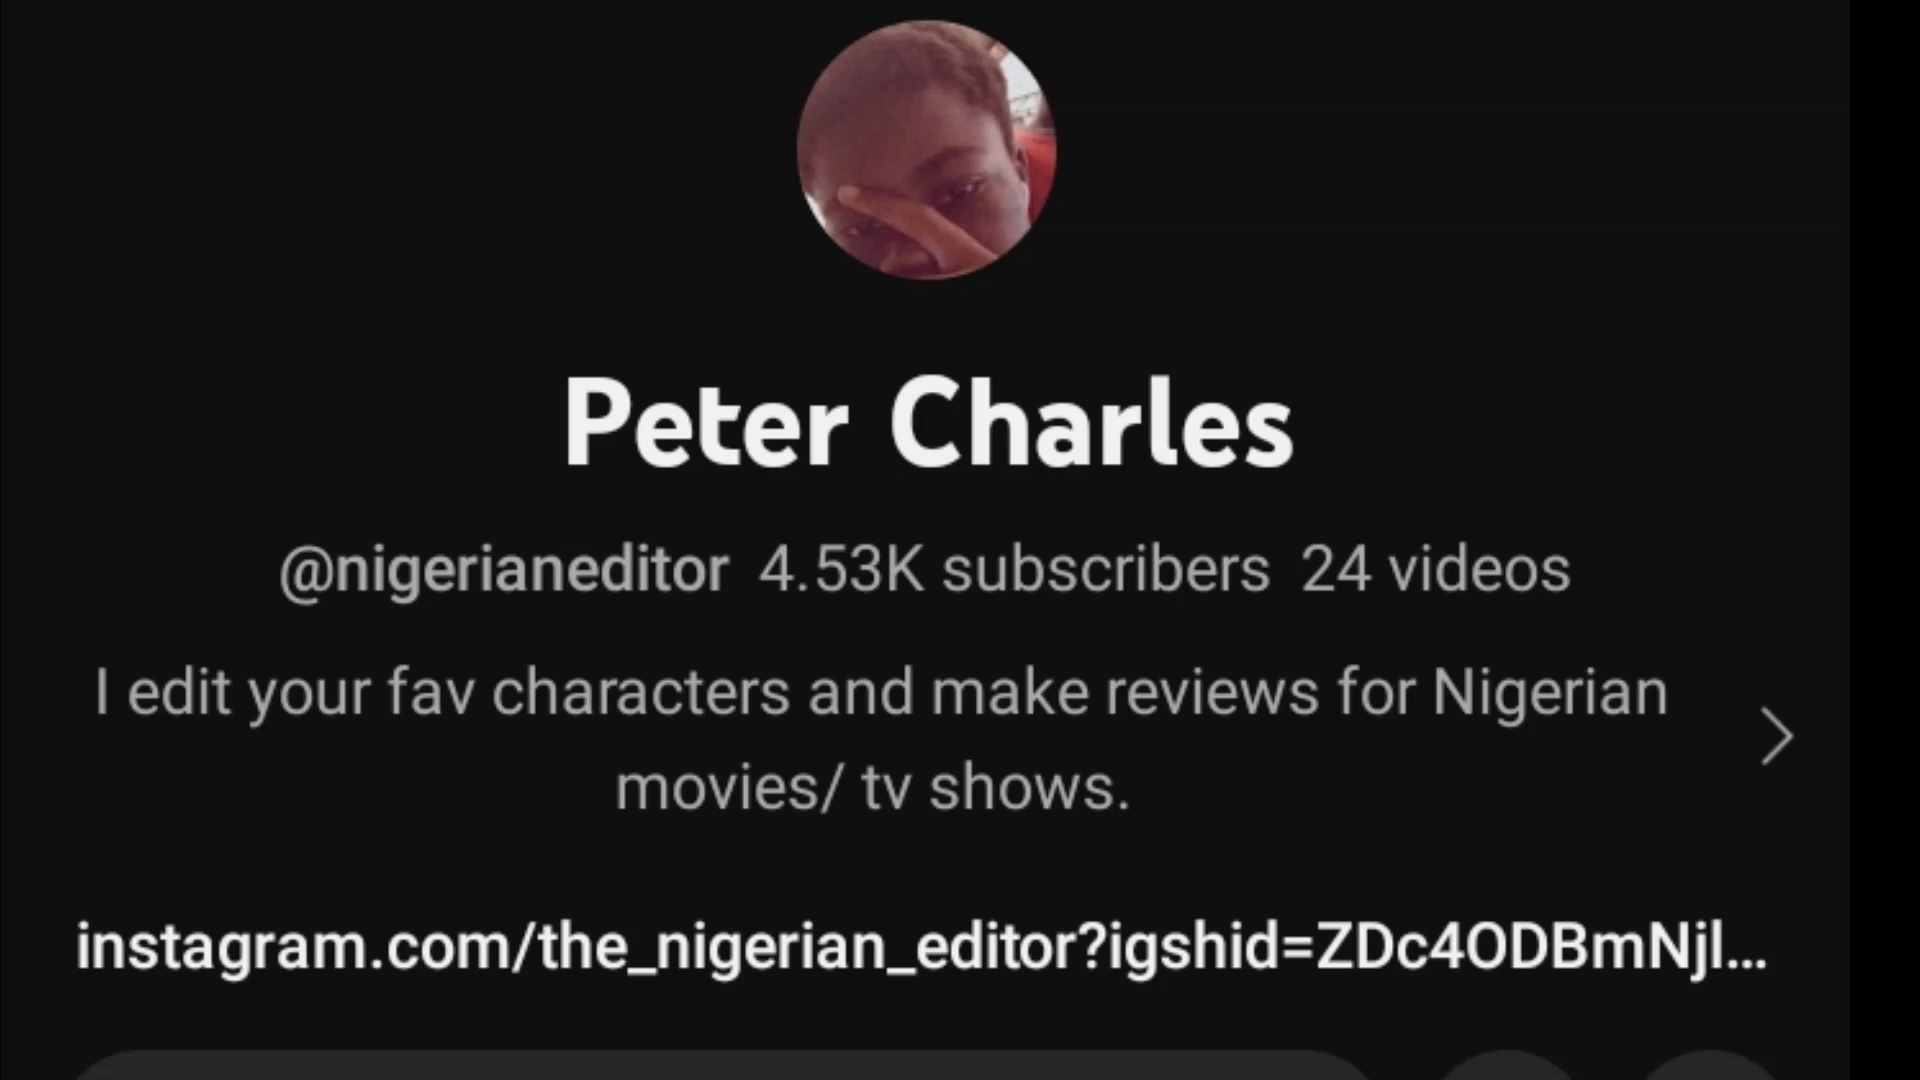 Peter Charles
@nigerianeditor 4.53K subscribers 24 videos
I edit your fav characters and make reviews for Nigerian
movies/ tv shows.
instagram.com/the_nigerian_editor?igshid=ZDc4ODBmNjl...